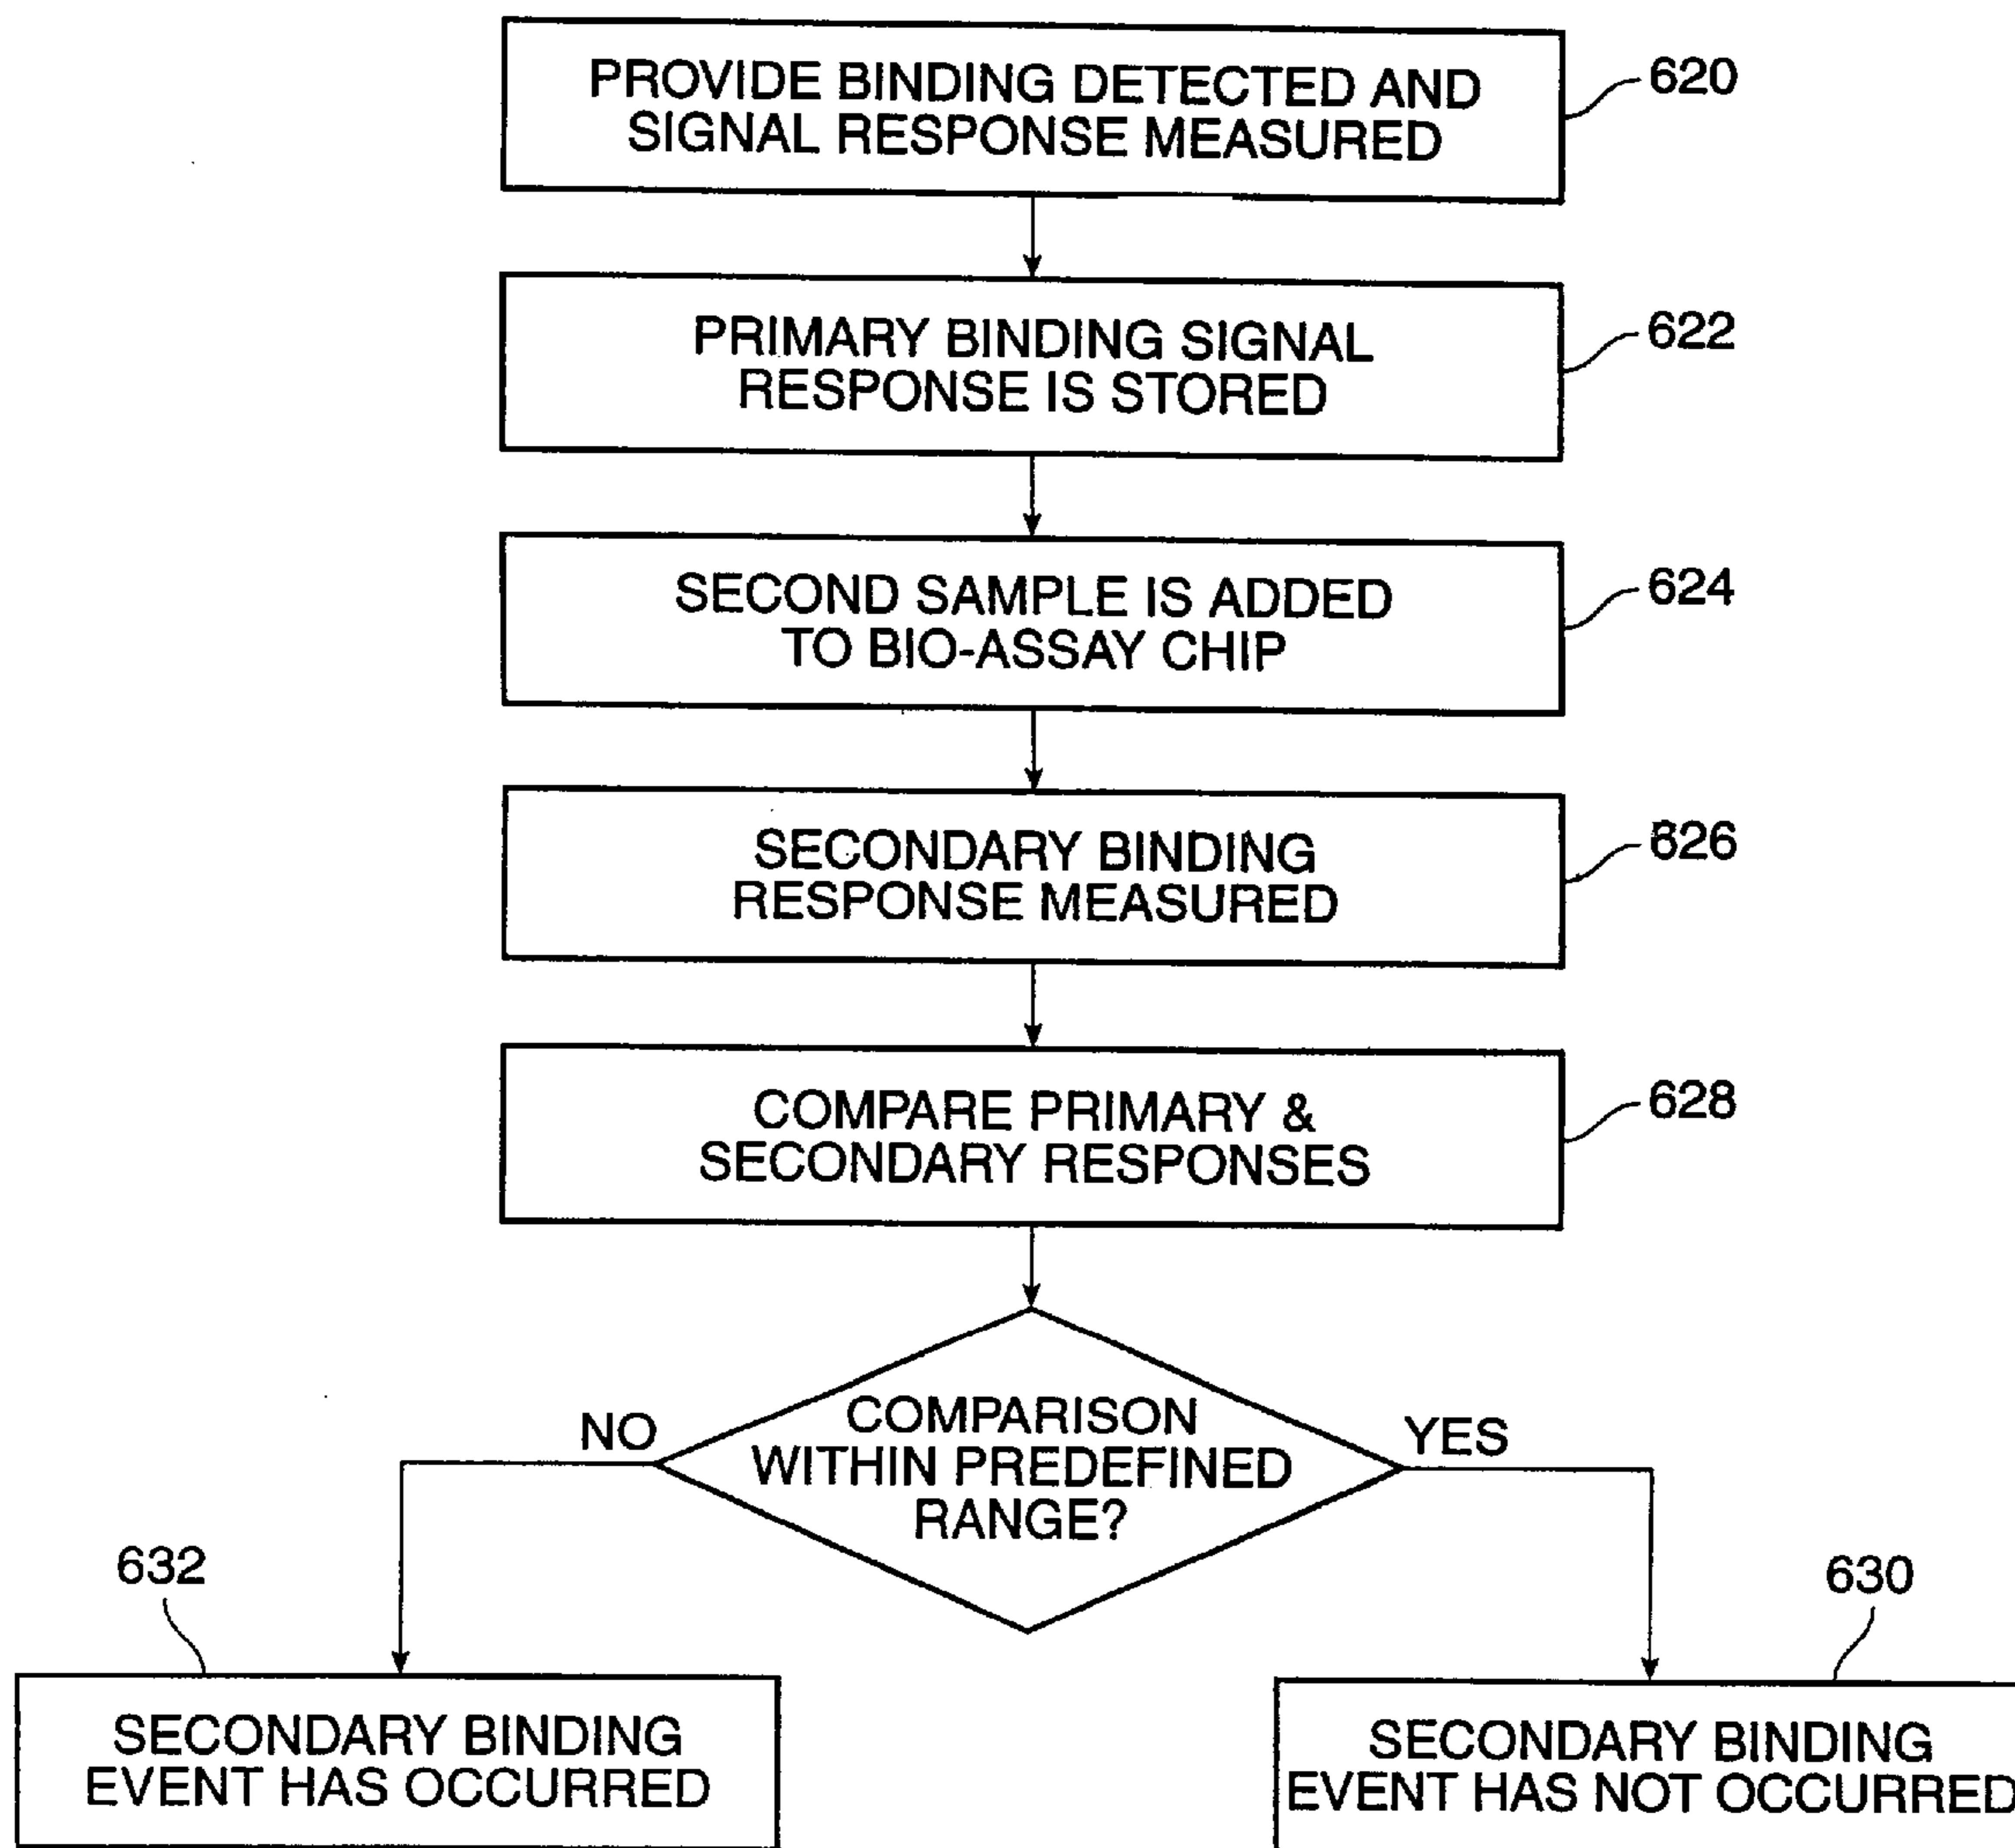 PROVIDE BINDING DETECTED AND
SIGNAL RESPONSE MEASURED
620
PRIMARY BINDING SIGNAL
RESPONSE IS STORED
622
SECOND SAMPLE IS ADDED
TO BIO-ASSAY CHIP
624
SECONDARY BINDING
RESPONSE MEASURED
626
COMPARE PRIMARY &
SECONDARY RESPONSES
628
COMPARISON
WITHIN PREDEFINED
RANGE?
NO
YES
632
SECONDARY BINDING
EVENT HAS OCCURRED
630
SECONDARY BINDING
EVENT HAS NOT OCCURRED